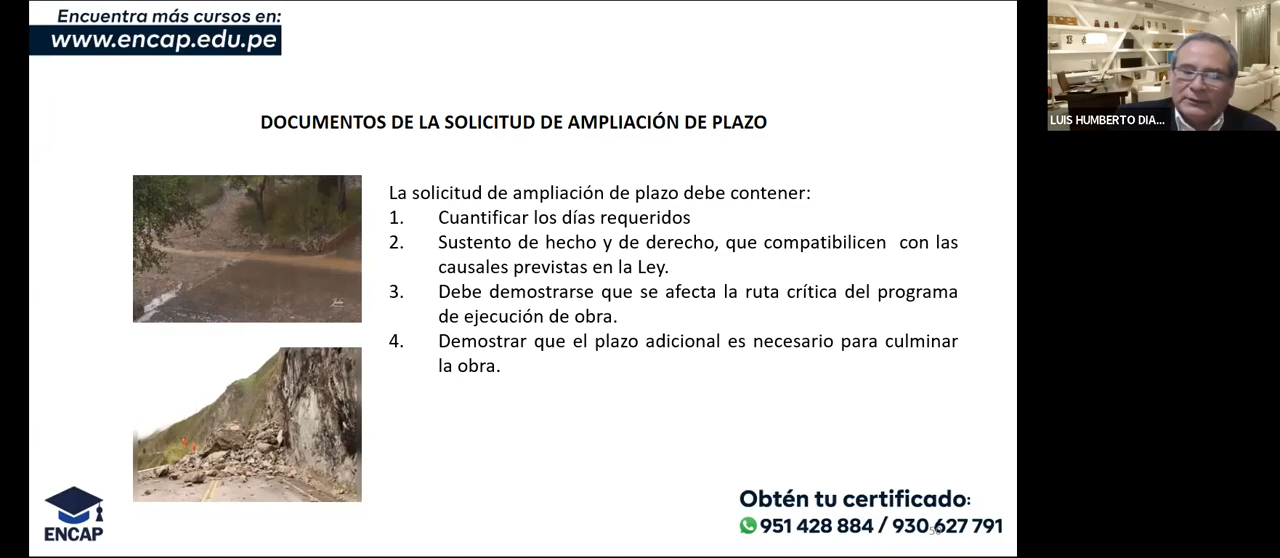 Encuentra más cursos en:
www.encap.edu.pe
LUIS HUMBERTO DIA...
DOCUMENTOS DE LA SOLICITUD DE AMPLIACIÓN DE PLAZO
La solicitud de ampliación de plazo debe contener:
1. Cuantificar los días requeridos
2. Sustento de hecho y de derecho, que compatibilicen con las
causales previstas en la Ley.
3. Debe demostrarse que se afecta la ruta crítica del programa
de ejecución de obra.
4. Demostrar que el plazo adicional es necesario para culminar
la obra.
ENCAP
Obtén tu certificado:
951 428 884 / 930 627 791